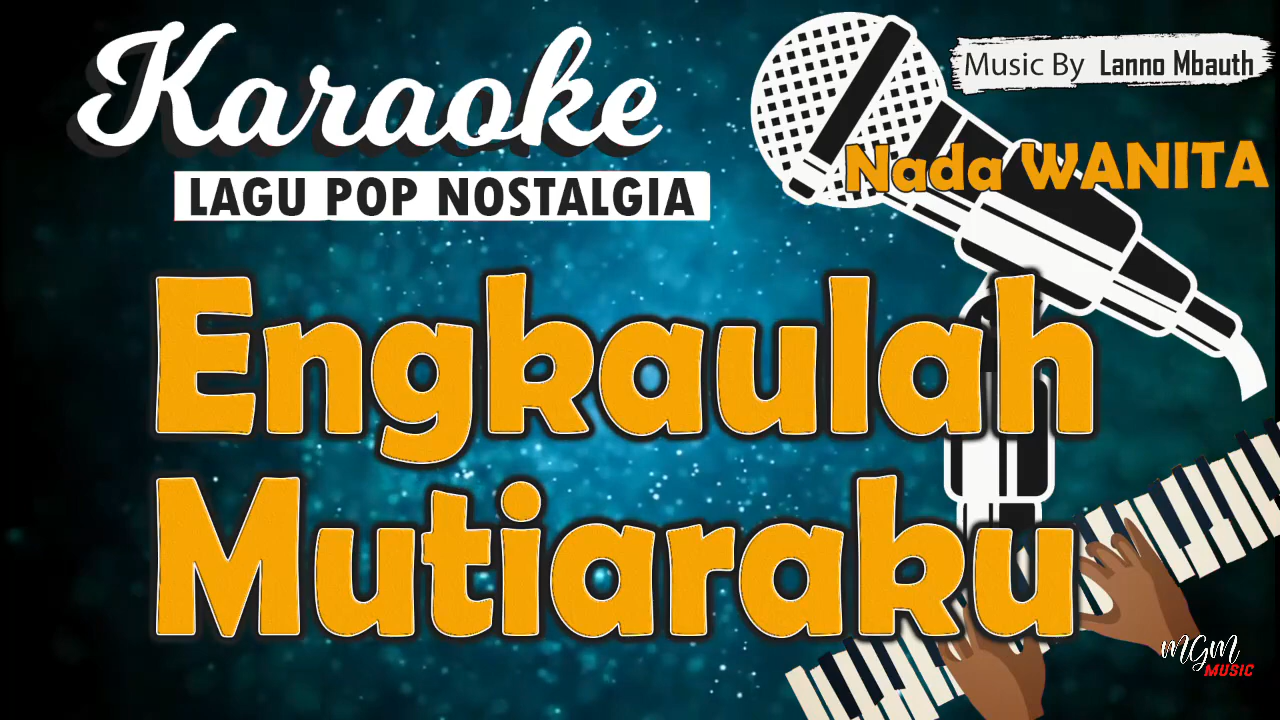 Karaoke
LAGU POP NOSTALGIA
Music By Lanno Mbauth
Nada WANITA
Engkaulah
Mutiaraku
MGM
MUSIC